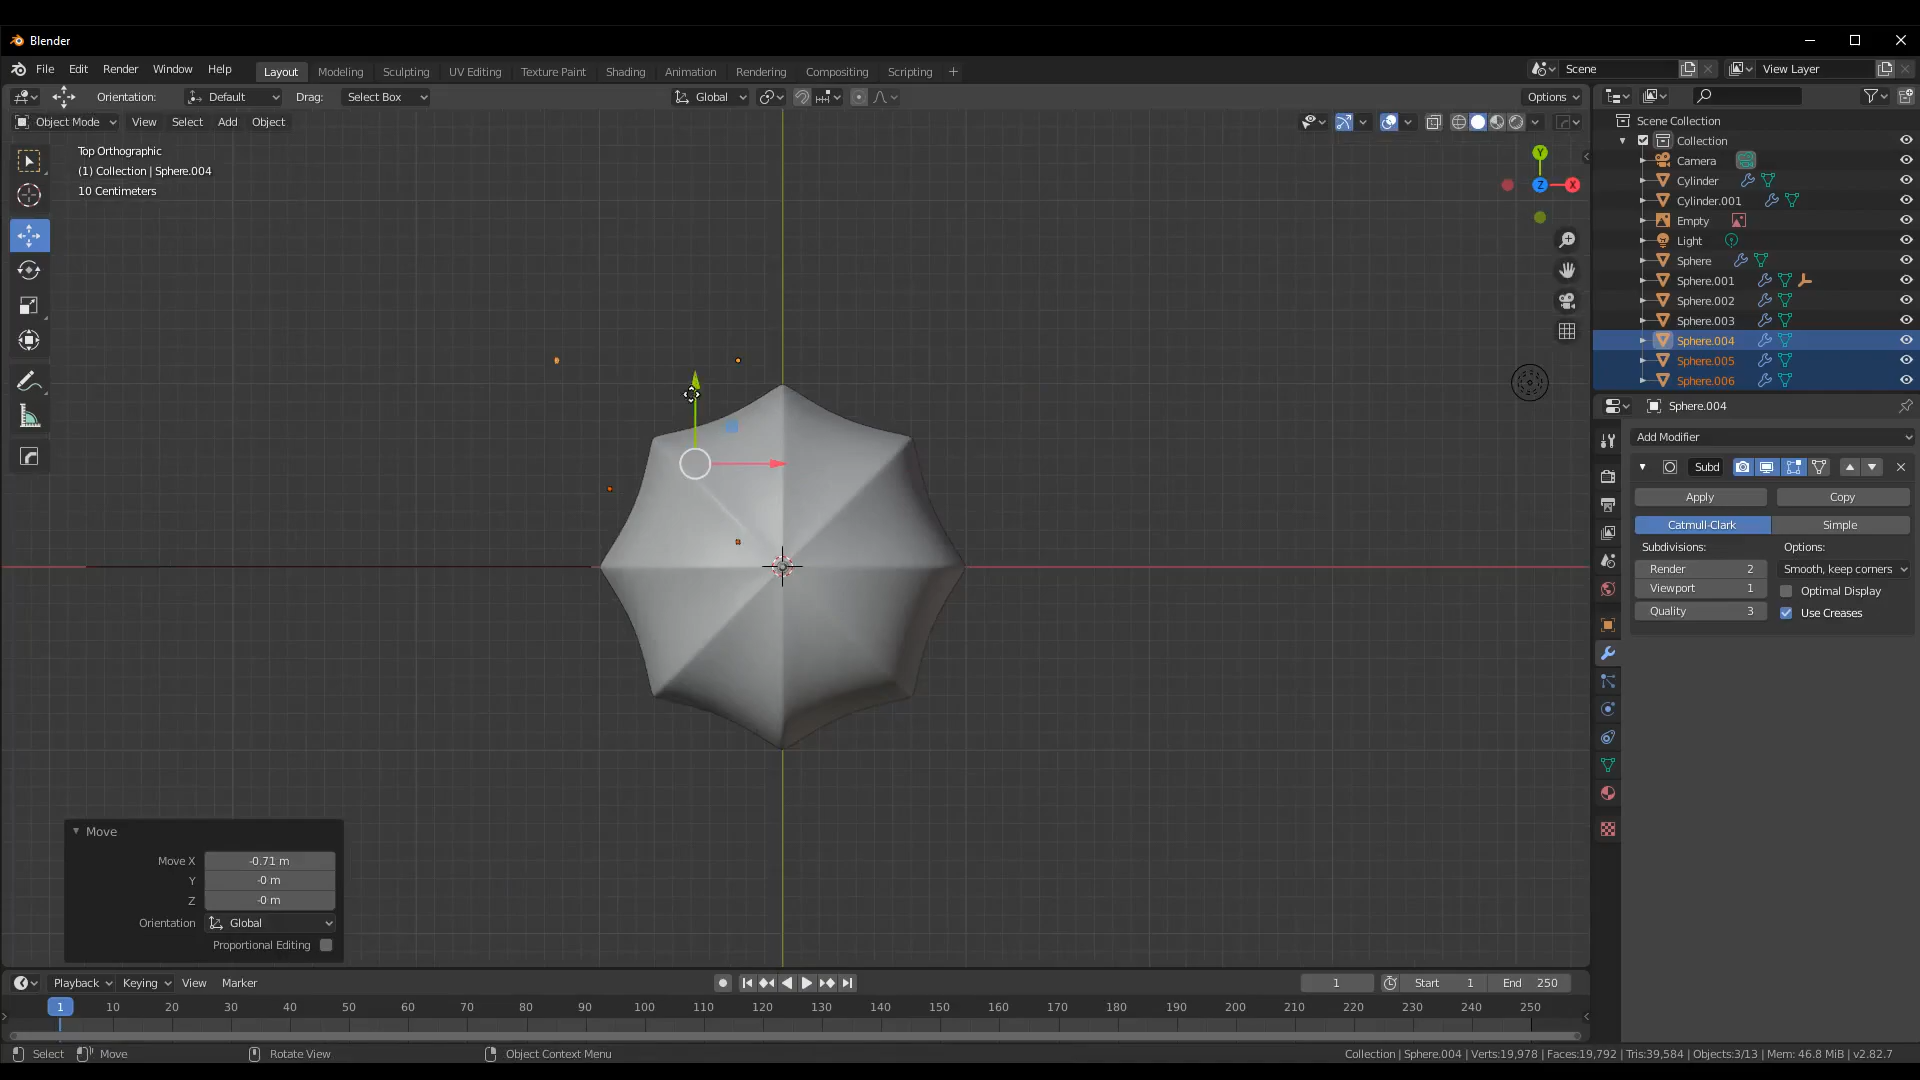 Blender
File Edit Render Window Help
Layout Modeling Sculpting UV Editing Texture Paint Shading Animation Rendering Compositing Scripting +
Scene View Layer
Orientation: Default Drag: Select Box Global Options
Object Mode View Select Add Object
Top Orthographic
(1) Collection | Sphere.004
10 Centimeters
Y
Z X
Scene Collection
Collection
Camera
Cylinder
Cylinder.001
Empty
Light
Sphere
Sphere.001
Sphere.002
Sphere.003
Sphere.004
Sphere.005
Sphere.006
Sphere.004
Add Modifier
Subd
Apply Copy
Catmull-Clark Simple
Subdivisions: Options:
Render 2 Smooth, keep corners
Viewport 1 Optimal Display
Quality 3 Use Creases
Move
Move X -0.71 m
Y -0 m
Z -0 m
Orientation Global
Proportional Editing
Playback Keying View Marker 1 Start 1 End 250
1 10 20 30 40 50 60 70 80 90 100 110 120 130 140 150 160 170 180 190 200 210 220 230 240 250
Select Move Rotate View Object Context Menu Collection | Sphere.004 | Verts:19,978 | Faces:19,792 | Tris:39,584 | Objects:3/13 | Mem: 46.8 MiB | v2.82.7